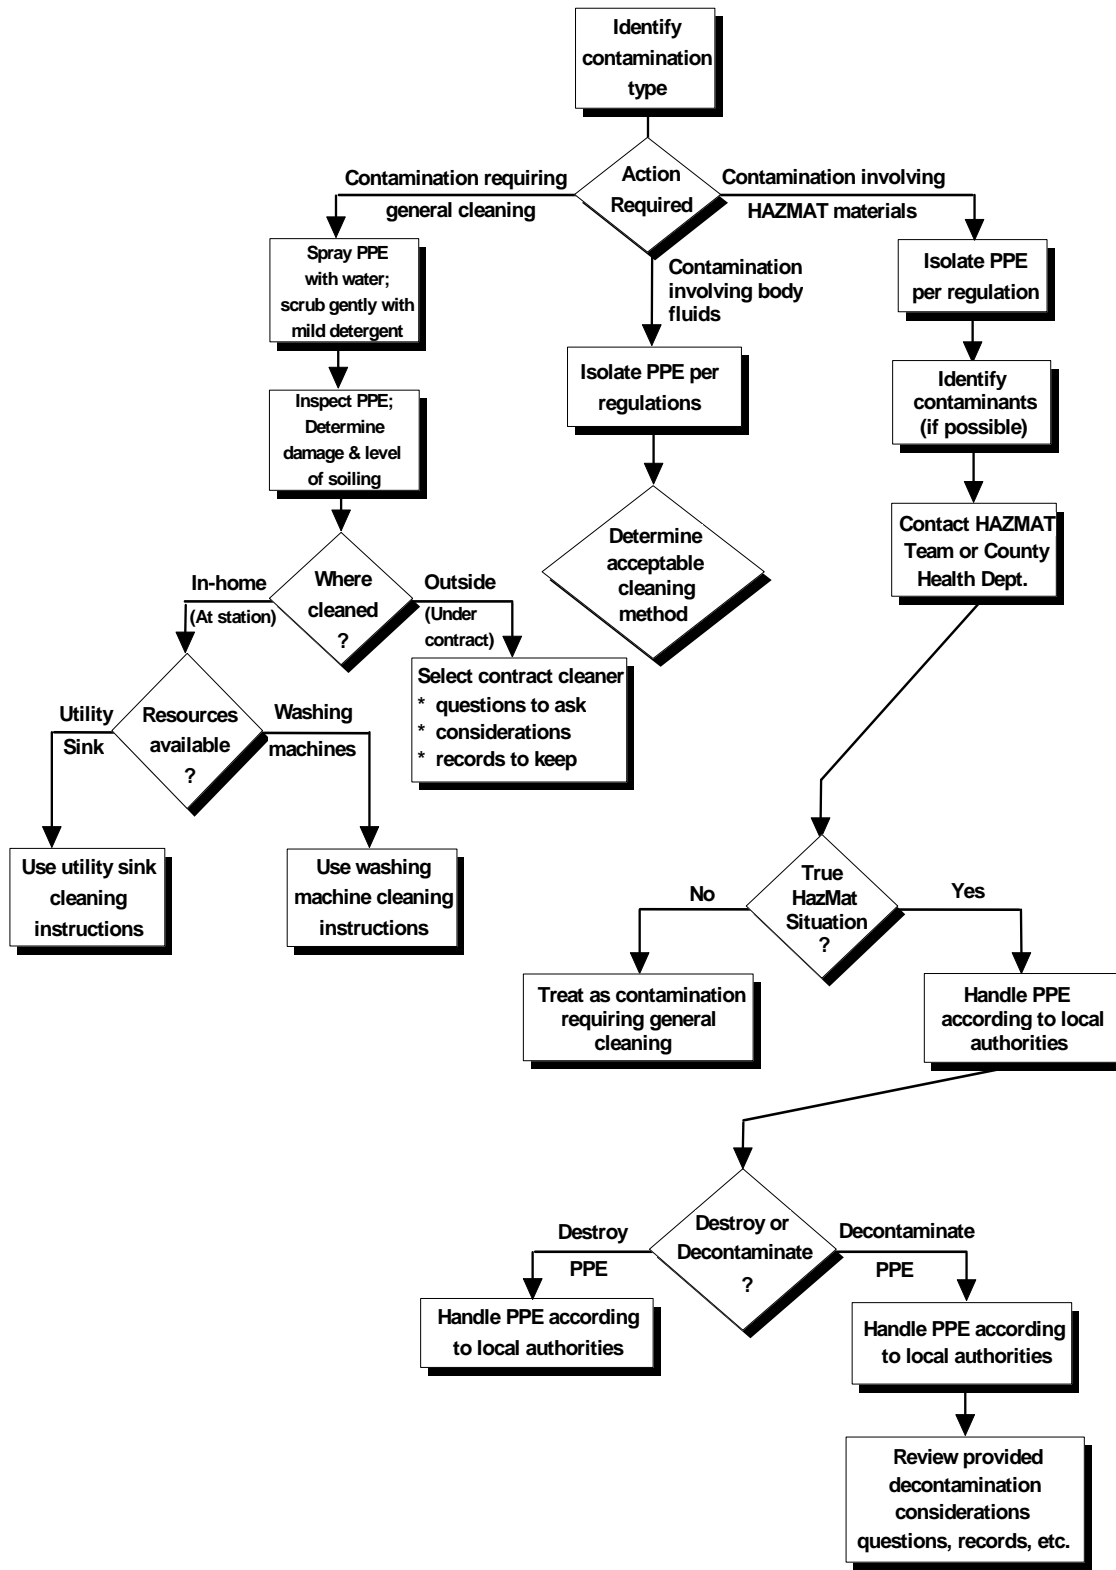 Identify
contamination
type
Action
Required
Contamination requiring
general cleaning
Contamination involving
HAZMAT materials
Contamination
involving body
fluids
Spray PPE
with water;
scrub gently with
mild detergent
Isolate PPE
per regulation
Inspect PPE;
Determine
damage & level
of soiling
Isolate PPE per
regulations
Identify
contaminants
(if possible)
Where
cleaned
?
In-home
(At station)
Outside
(Under
contract)
Determine
acceptable
cleaning
method
Contact HAZMAT
Team or County
Health Dept.
Select contract cleaner
* questions to ask
* considerations
* records to keep
Resources
available
?
Utility
Sink
Washing
machines
Use utility sink
cleaning
instructions
Use washing
machine cleaning
instructions
True
HazMat
Situation
?
No
Yes
Treat as contamination
requiring general
cleaning
Handle PPE
according to local
authorities
Destroy or
Decontaminate
?
Destroy
PPE
Decontaminate
PPE
Handle PPE according
to local authorities
Handle PPE according
to local authorities
Review provided
decontamination
considerations
questions, records, etc.